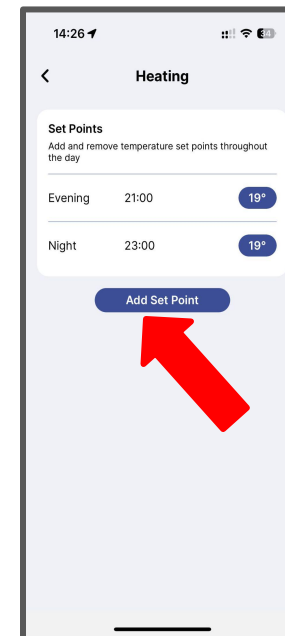 14:26
34
Heating
Set Points
Add and remove temperature set points throughout
the day
Evening 21:00 19°
Night 23:00 19°
Add Set Point